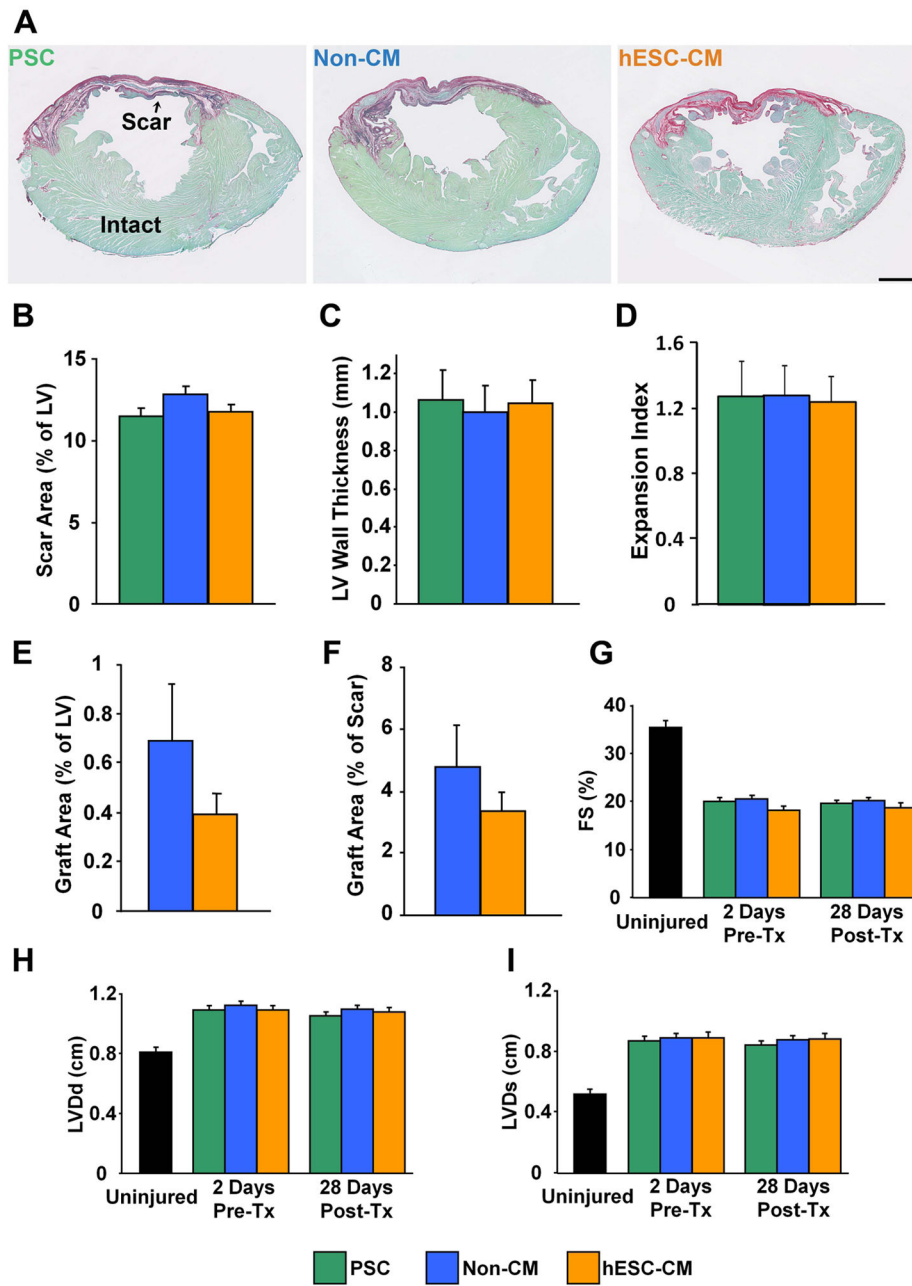 A
PSC
Non-CM
hESC-CM
Scar
Intact
B
Scar Area (% of LV)
15
10
5
0
C
LV Wall Thickness (mm)
1.2
1.0
0.8
0.6
0.4
0.2
0
D
Expansion Index
1.6
1.2
0.8
0.4
0
E
Graft Area (% of LV)
1
0.8
0.6
0.4
0.2
0
F
Graft Area (% of Scar)
8
6
4
2
0
G
FS (%)
40
30
20
10
0
Uninjured
2 Days
Pre-Tx
28 Days
Post-Tx
H
LVDd (cm)
1.2
0.8
0.4
0
Uninjured
2 Days
Pre-Tx
28 Days
Post-Tx
I
LVDs (cm)
1.2
0.8
0.4
0
Uninjured
2 Days
Pre-Tx
28 Days
Post-Tx
PSC
Non-CM
hESC-CM